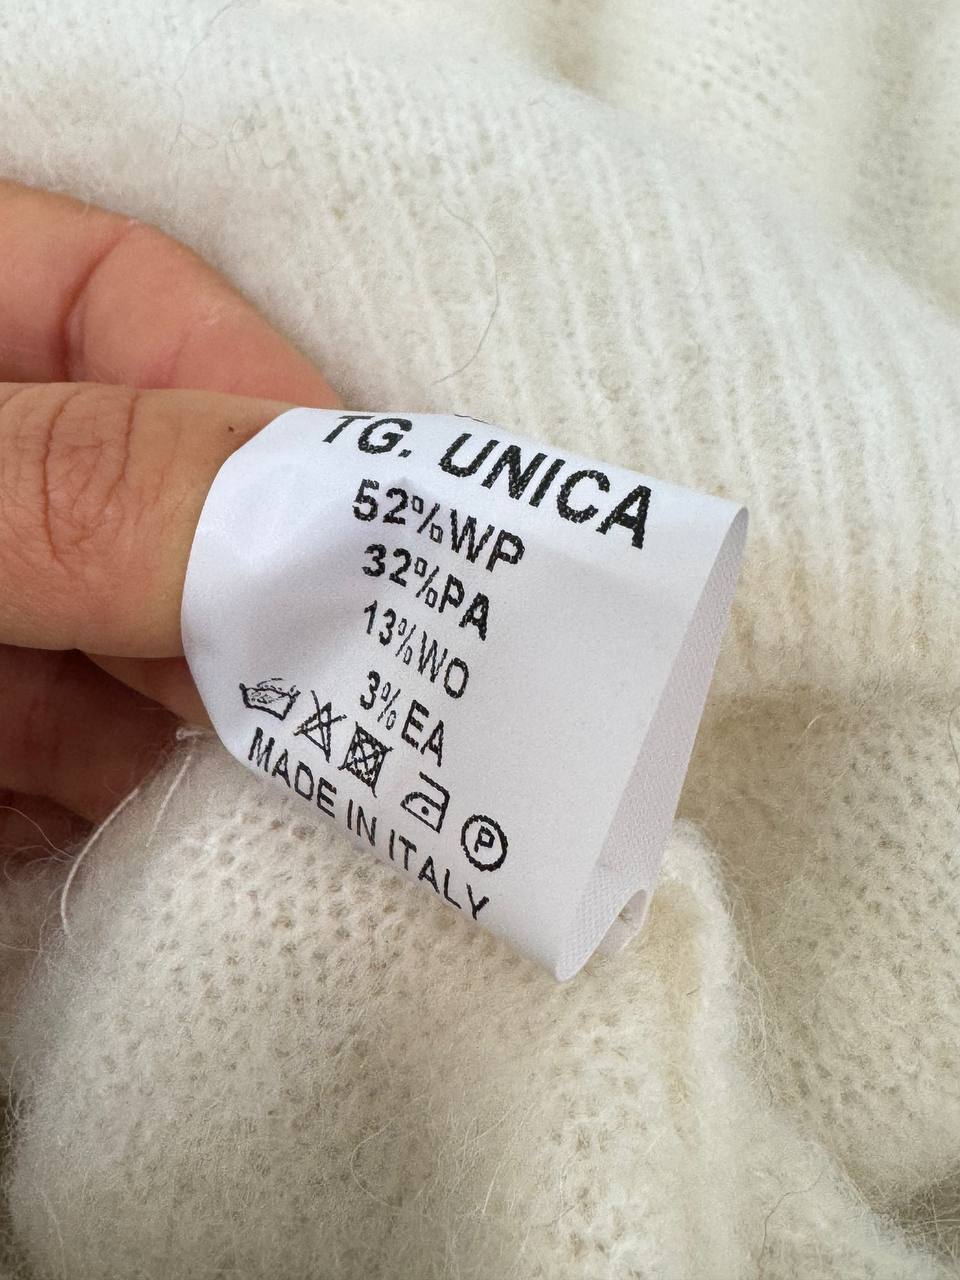 TG. UNICA
52%WP
32%PA
13%WO
3%EA
P
MADE IN ITALY